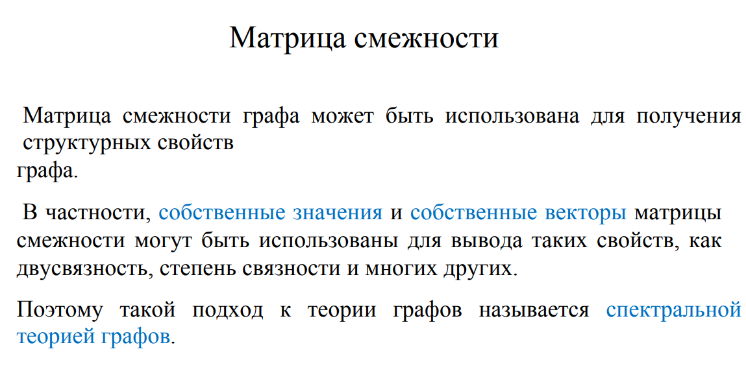 Матрица смежности
Матрица смежности графа может быть использована для получения
структурных свойств
графа.
В частности, собственные значения и собственные векторы матрицы
смежности могут быть использованы для вывода таких свойств, как
двусвязность, степень связности и многих других.
Поэтому такой подход к теории графов называется спектральной
теорией графов.